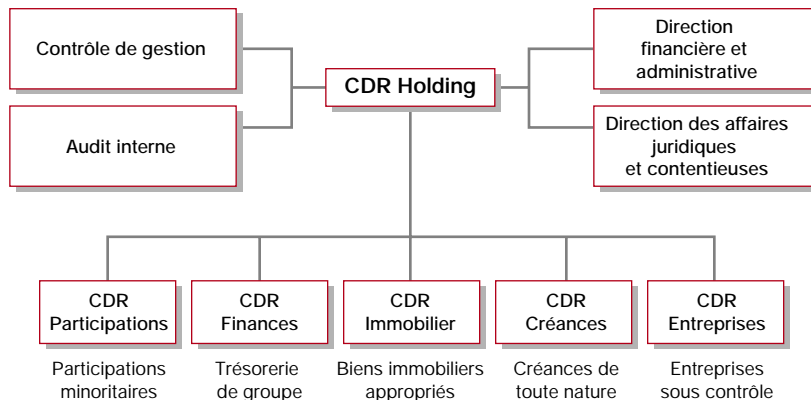 Contrôle de gestion
Audit interne
CDR Holding
Direction
financière et
administrative
Direction des affaires
juridiques
et contentieuses
CDR
Participations
Participations
minoritaires
CDR
Finances
Trésorerie
de groupe
CDR
Immobilier
Biens immobiliers
appropriés
CDR
Créances
Créances de
toute nature
CDR
Entreprises
Entreprises
sous contrôle